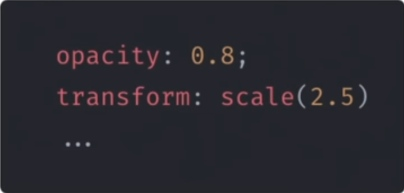 opacity: 0.8;
transform: scale(2.5)
...